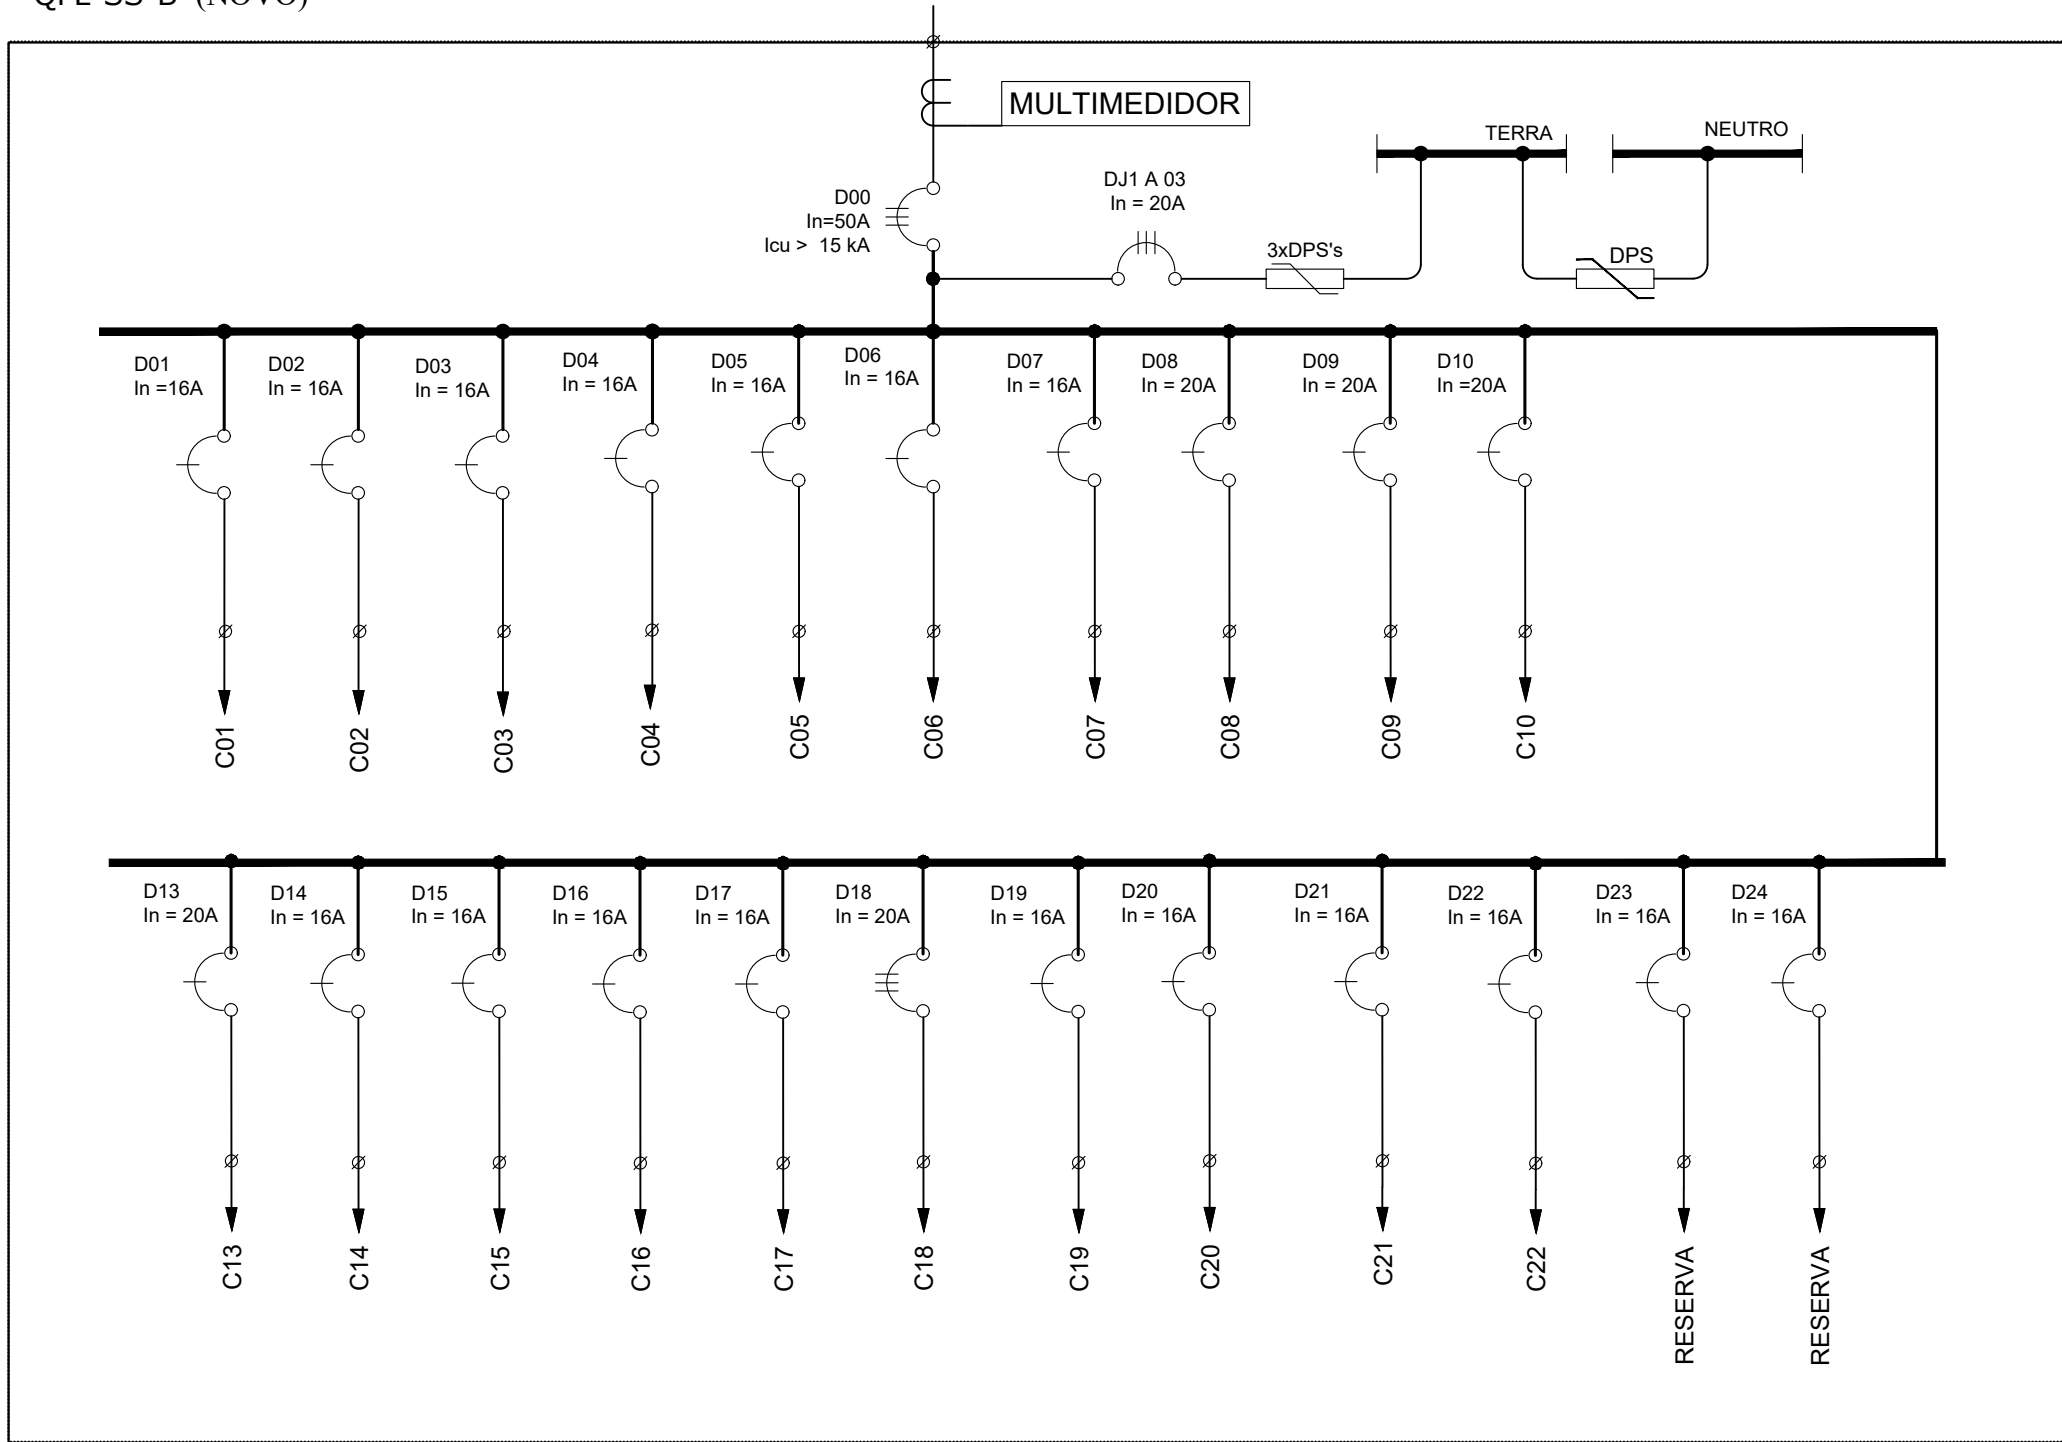 (NOVO)
MULTIMEDIDOR
TERRA
NEUTRO
DJ1 A 03
In = 20A
D00
In=50A
Icu > 15 kA
3xDPS's
DPS
D01
In =16A
D02
In = 16A
D03
In = 16A
D04
In = 16A
D05
In = 16A
D06
In = 16A
D07
In = 16A
D08
In = 20A
D09
In = 20A
D10
In =20A
C01
C02
C03
C04
C05
C06
C07
C08
C09
C10
D13
In = 20A
D14
In = 16A
D15
In = 16A
D16
In = 16A
D17
In = 16A
D18
In = 20A
D19
In = 16A
D20
In = 16A
D21
In = 16A
D22
In = 16A
D23
In = 16A
D24
In = 16A
C13
C14
C15
C16
C17
C18
C19
C20
C21
C22
RESERVA
RESERVA